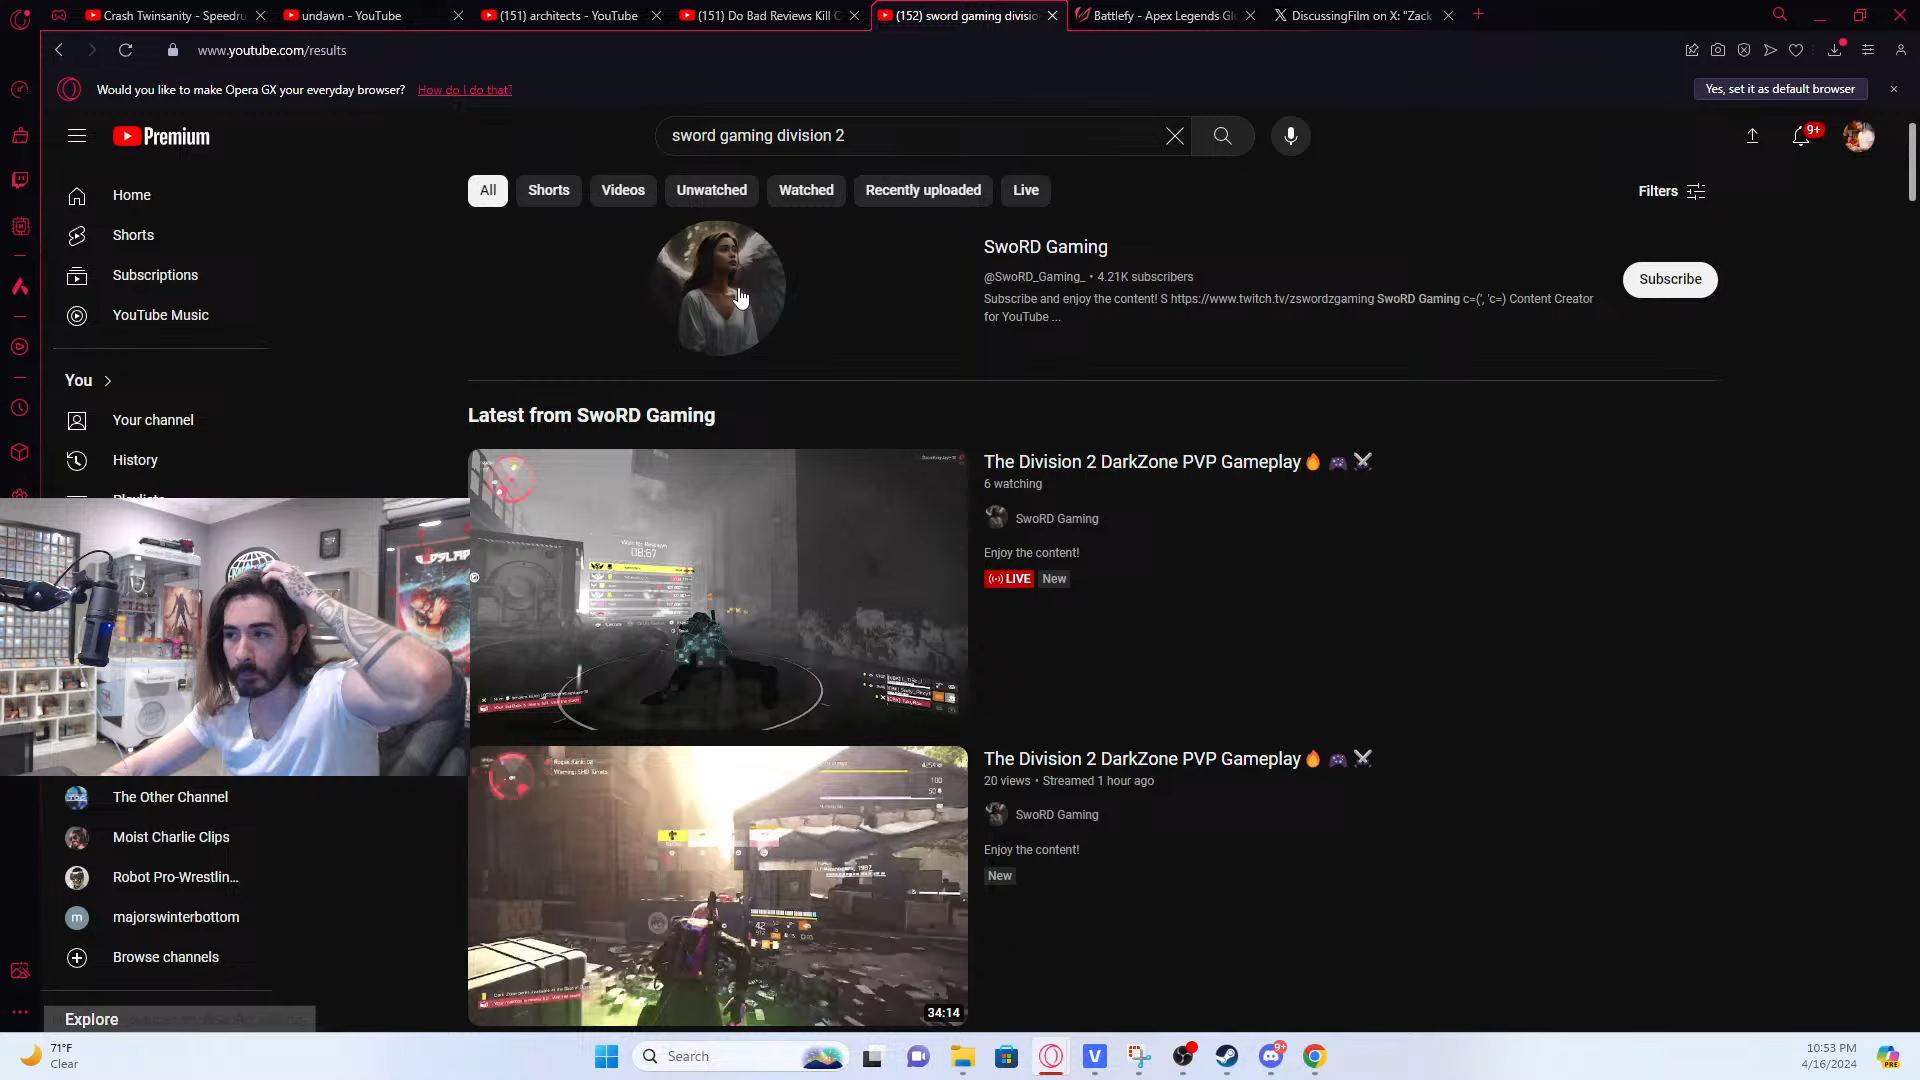 Crash Twinsanity - Speedru
undawn - YouTube
(151) architects - YouTube
(151) Do Bad Reviews Kill C
(152) sword gaming divisio
Battlefy - Apex Legends Gl
DiscussingFilm on X: "Zack
www.youtube.com/results
Would you like to make Opera GX your everyday browser? How do I do that?
Yes, set it as default browser
Premium
sword gaming division 2
9+
All
Shorts
Videos
Unwatched
Watched
Recently uploaded
Live
Filters
Home
Shorts
Subscriptions
YouTube Music
You
Your channel
History
Playlists
SwoRD Gaming
@SwoRD_Gaming_ • 4.21K subscribers
Subscribe and enjoy the content! S https://www.twitch.tv/zswordzgaming SwoRD Gaming c=(', 'c=) Content Creator
for YouTube ...
Subscribe
Latest from SwoRD Gaming
Wait for Respawn
08:67
The Division 2 DarkZone PVP Gameplay🔥 🎮 ⚔
6 watching
SwoRD Gaming
Enjoy the content!
LIVE New
The Division 2 DarkZone PVP Gameplay🔥 🎮 ⚔
20 views • Streamed 1 hour ago
SwoRD Gaming
Enjoy the content!
New
34:14
The Other Channel
Moist Charlie Clips
Robot Pro-Wrestlin...
majorswinterbottom
Browse channels
Explore
71°F
Clear
Search
9+
10:53 PM
4/16/2024